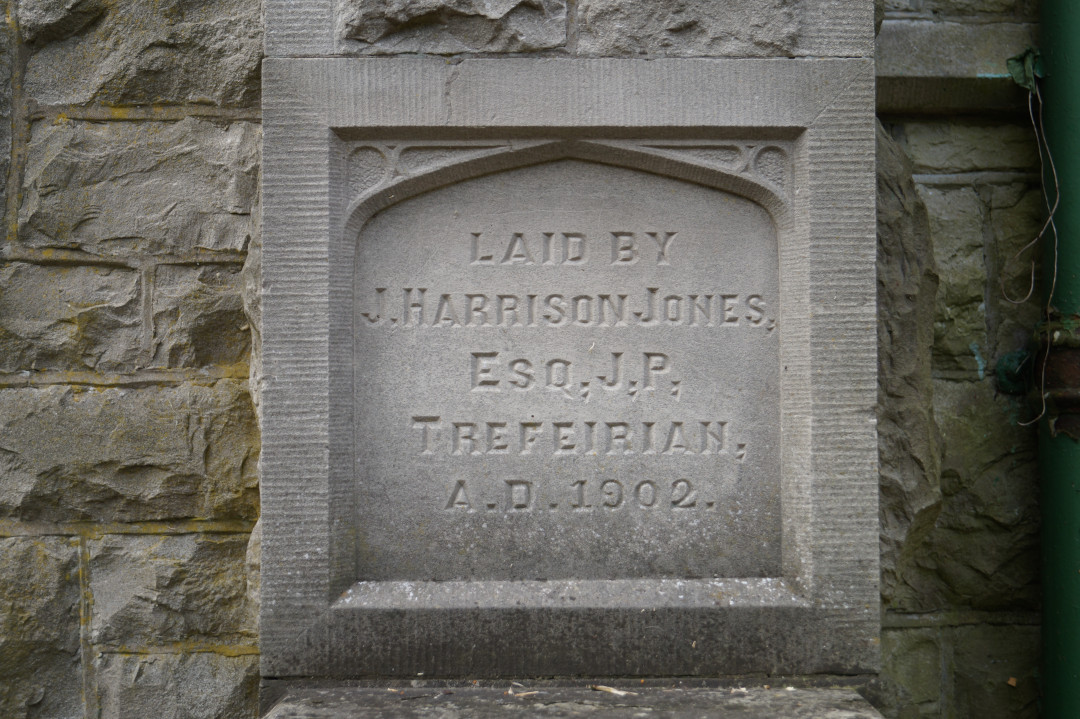 LAID BY
J. HARRISON JONES,
ESQ, J, P,
TREFEIRIAN,
A.D. 1902.